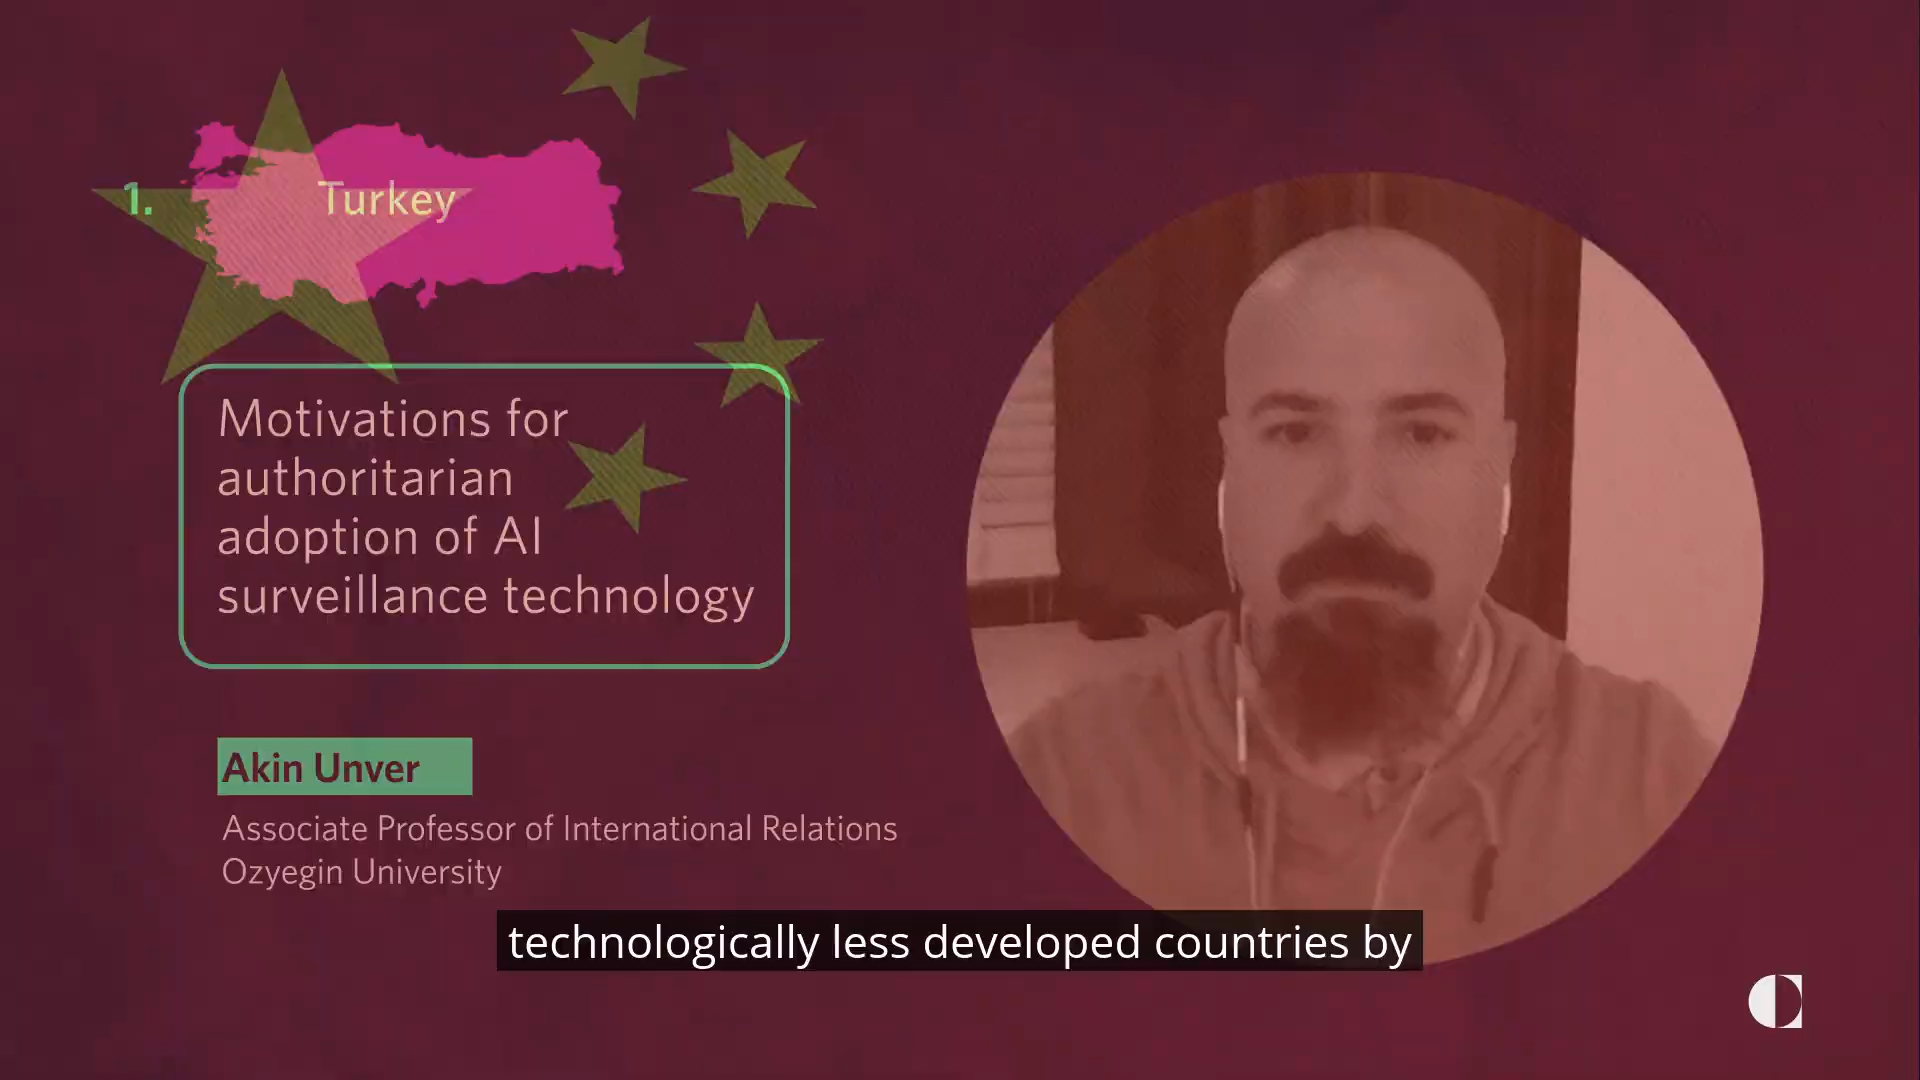 1.
Turkey
Motivations for
authoritarian
adoption of AI
surveillance technology
Akin Unver
Associate Professor of International Relations
Ozyegin University
technologically less developed countries by